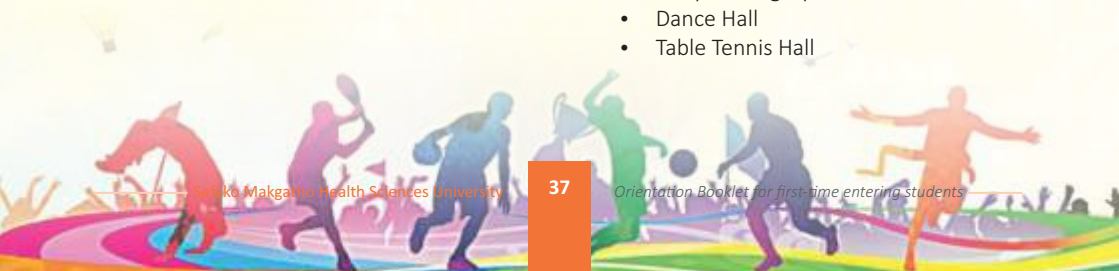 • Dance Hall
• Table Tennis Hall
Sefako Makgatho Health Sciences University
37
Orientation Booklet for first-time entering students